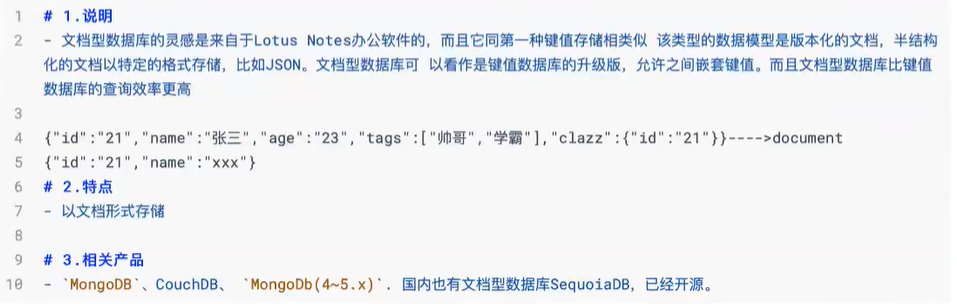 1 # 1.说明
2 - 文档型数据库的灵感是来自于Lotus Notes办公软件的，而且它同第一种键值存储相类似 该类型的数据模型是版本化的文档，半结构
化的文档以特定的格式存储，比如JSON。文档型数据库可 以看作是键值数据库的升级版，允许之间嵌套键值。而且文档型数据库比键值
数据库的查询效率更高
3
4 {"id":"21","name":"张三","age":"23","tags":["帅哥","学霸"],"clazz":{"id":"21"}}---->document
5 {"id":"21","name":"xxx"}
6 # 2.特点
7 - 以文档形式存储
8
9 # 3.相关产品
10 - `MongoDB`、CouchDB、 `MongoDb(4~5.x)`. 国内也有文档型数据库SequoiaDB，已经开源。